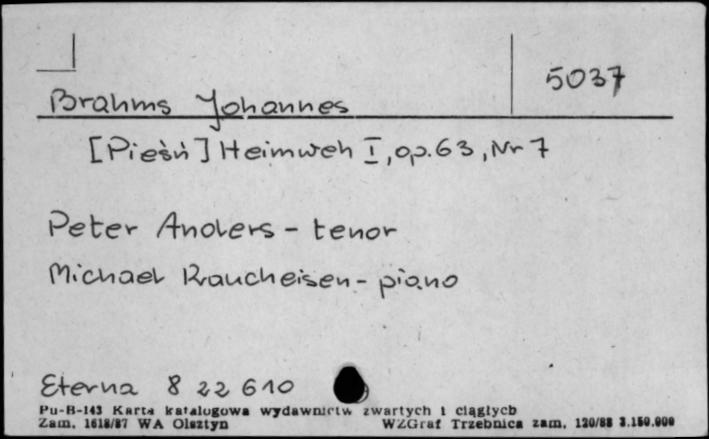 5037
Brahms Johannes
[Pieśń] Heimweh I, op.63, Nr 7
Peter Anders - tenor
Michael Raucheisen - piano
Eterna 8 22 610
Pu-B-143 Karta katalogowa wydawnictw zwartych i ciągłych
Zam. 1618/87 WA Olsztyn WZGraf Trzebnica zam. 120/88 3.150.000